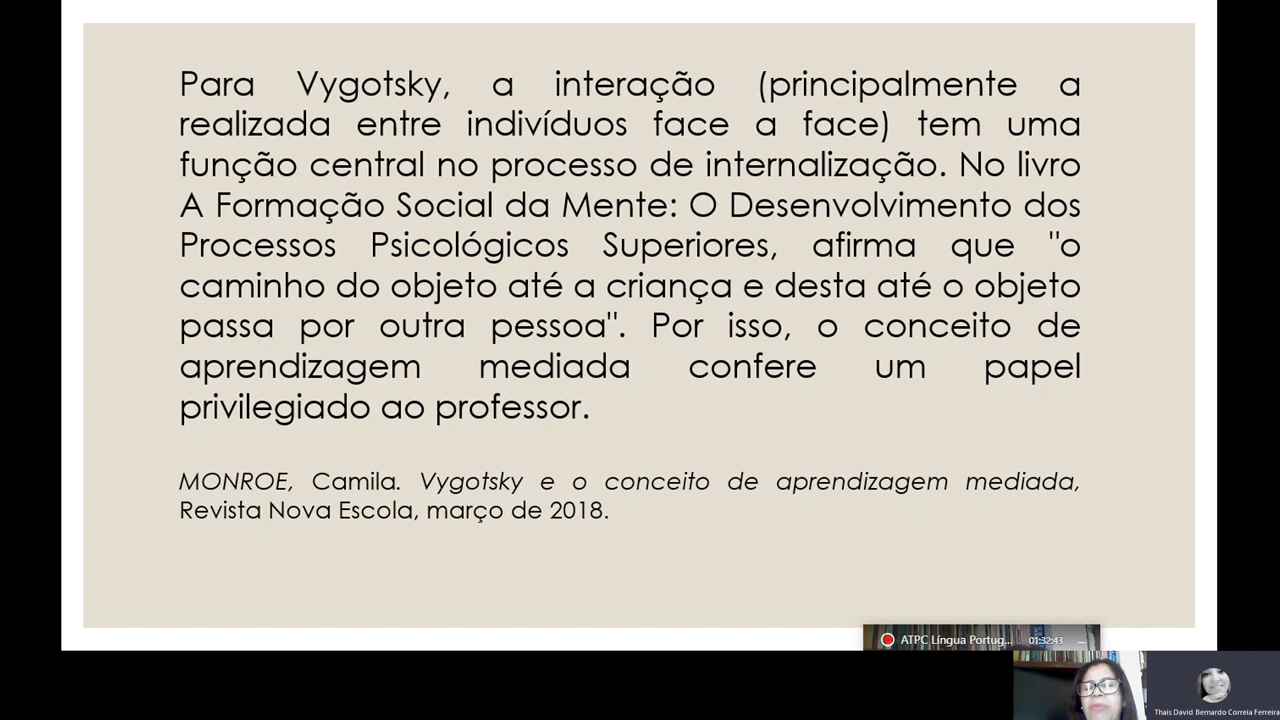 Para Vygotsky, a interação (principalmente a
realizada entre indivíduos face a face) tem uma
função central no processo de internalização. No livro
A Formação Social da Mente: O Desenvolvimento dos
Processos Psicológicos Superiores, afirma que "o
caminho do objeto até a criança e desta até o objeto
passa por outra pessoa". Por isso, o conceito de
aprendizagem mediada confere um papel
privilegiado ao professor.
MONROE, Camila. Vygotsky e o conceito de aprendizagem mediada,
Revista Nova Escola, março de 2018.
ATPC Língua Portug... 01:32:43
Thais David Bernardo Correia Ferreira